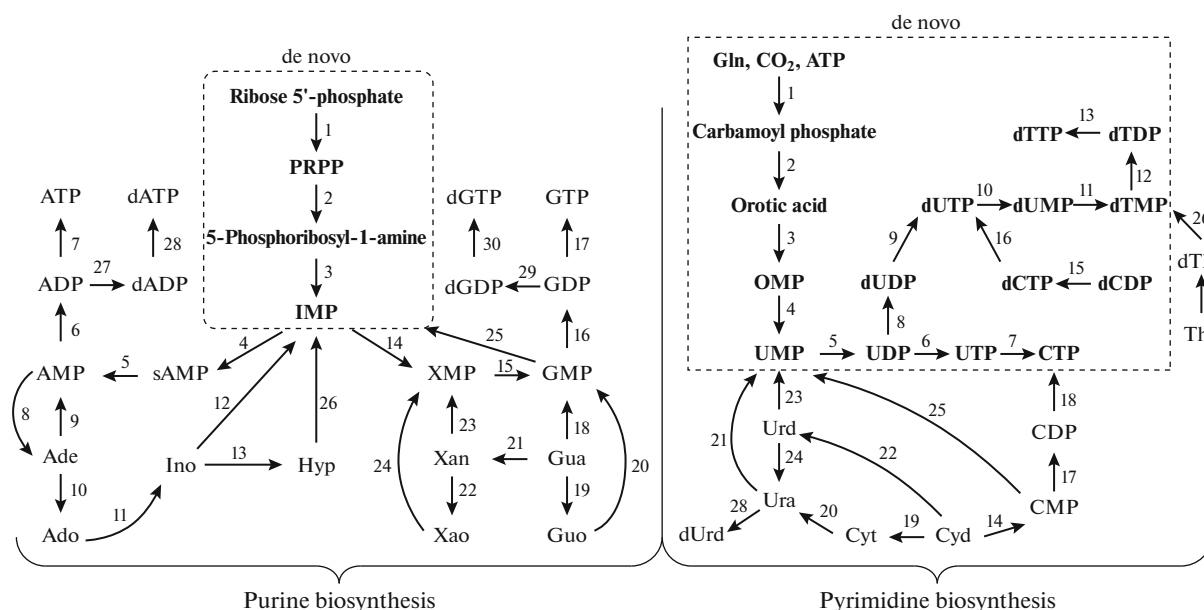 de novo
Ribose 5'-phosphate
1
PRPP
2
5-Phosphoribosyl-1-amine
3
IMP
ATP
dATP
7
28
ADP
27
dADP
6
4
AMP
5
sAMP
8
9
12
26
Ade
Ino
13
Hyp
10
11
Ado
dGTP
GTP
30
17
dGDP
29
GDP
25
16
14
XMP
15
GMP
23
18
24
Xan
21
Gua
20
22
19
Xao
Guo
Purine biosynthesis
de novo
Gln, CO₂, ATP
1
Carbamoyl phosphate
2
Orotic acid
3
OMP
4
UMP
5
UDP
6
UTP
7
CTP
dTTP
13
dTDP
12
dUTP
10
dUMP
11
dTMP
9
16
26
dUDP
dCTP
15
dCDP
8
23
25
18
21
Urd
22
CDP
24
17
Ura
CMP
28
20
19
14
dUrd
Cyt
Cyd
Pyrimidine biosynthesis